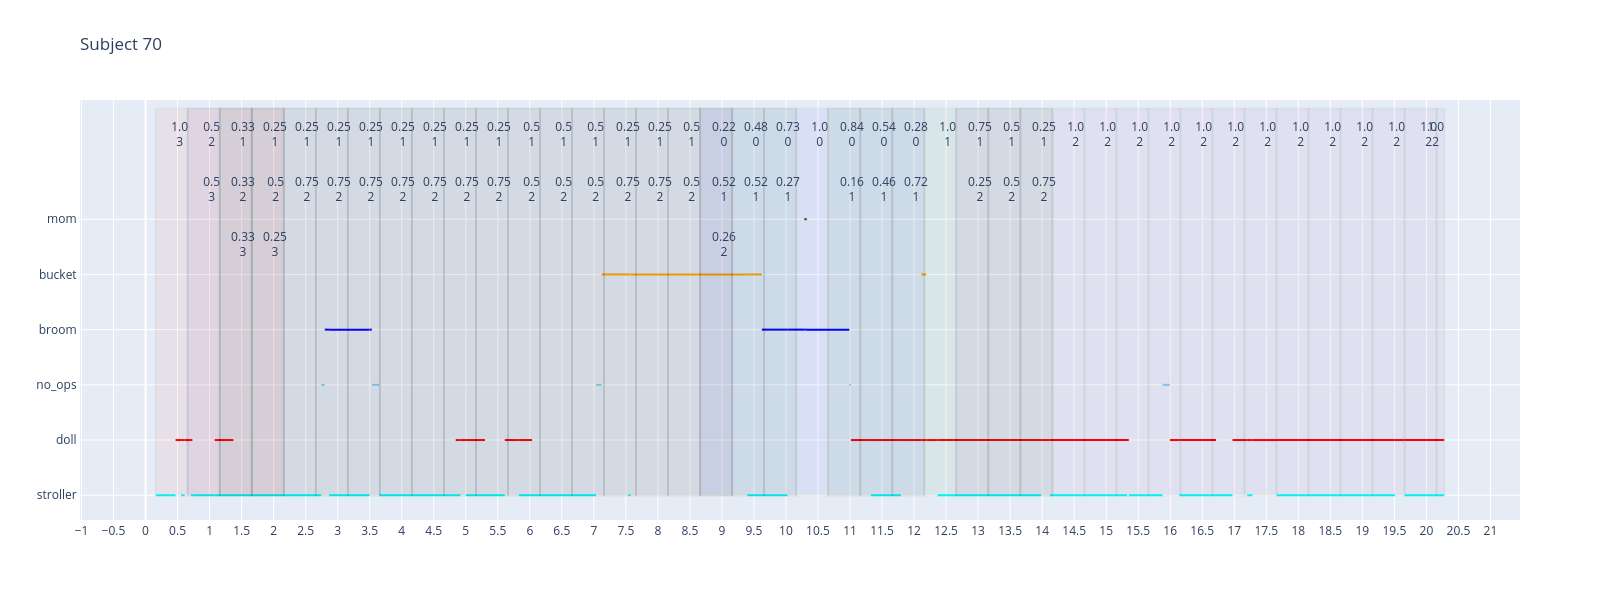 Subject 70
1.0 0.5 0.33 0.25 0.25 0.25 0.25 0.25 0.25 0.25 0.25 0.5 0.5 0.5 0.25 0.25 0.5 0.22 0.48 0.73 1.0 0.84 0.54 0.28 1.0 0.75 0.5 0.25 1.0 1.0 1.0 1.0 1.0 1.0 1.0 1.0 1.0 1.0 1.0 1.0 1.0
3 2 1 1 1 1 1 1 1 1 1 1 1 1 1 1 1 0 0 0 0 0 0 0 1 1 1 1 2 2 2 2 2 2 2 2 2 2 2 2 2
0.5 0.33 0.5 0.75 0.75 0.75 0.75 0.75 0.75 0.75 0.5 0.5 0.5 0.75 0.75 0.5 0.52 0.52 0.27 0.16 0.46 0.72 0.25 0.5 0.75
3 2 2 2 2 2 2 2 2 2 2 2 2 2 2 2 1 1 1 1 1 1 2 2 2
mom
0.33 0.25 0.26
3 3 2
bucket
broom
no_ops
doll
stroller
−1 −0.5 0 0.5 1 1.5 2 2.5 3 3.5 4 4.5 5 5.5 6 6.5 7 7.5 8 8.5 9 9.5 10 10.5 11 11.5 12 12.5 13 13.5 14 14.5 15 15.5 16 16.5 17 17.5 18 18.5 19 19.5 20 20.5 21